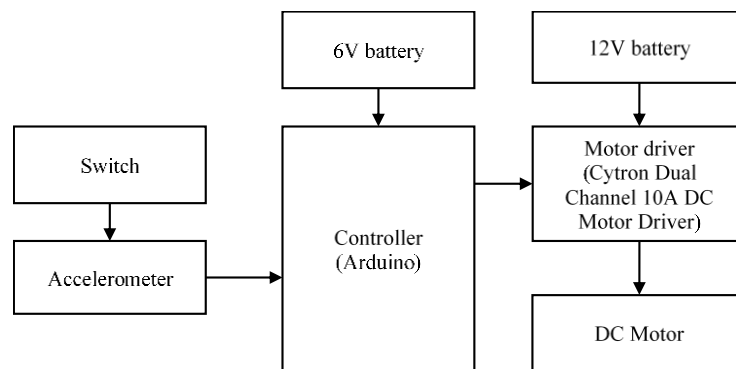 6V battery
12V battery
Switch
Motor driver
(Cytron Dual
Channel 10A DC
Motor Driver)
Controller
(Arduino)
Accelerometer
DC Motor